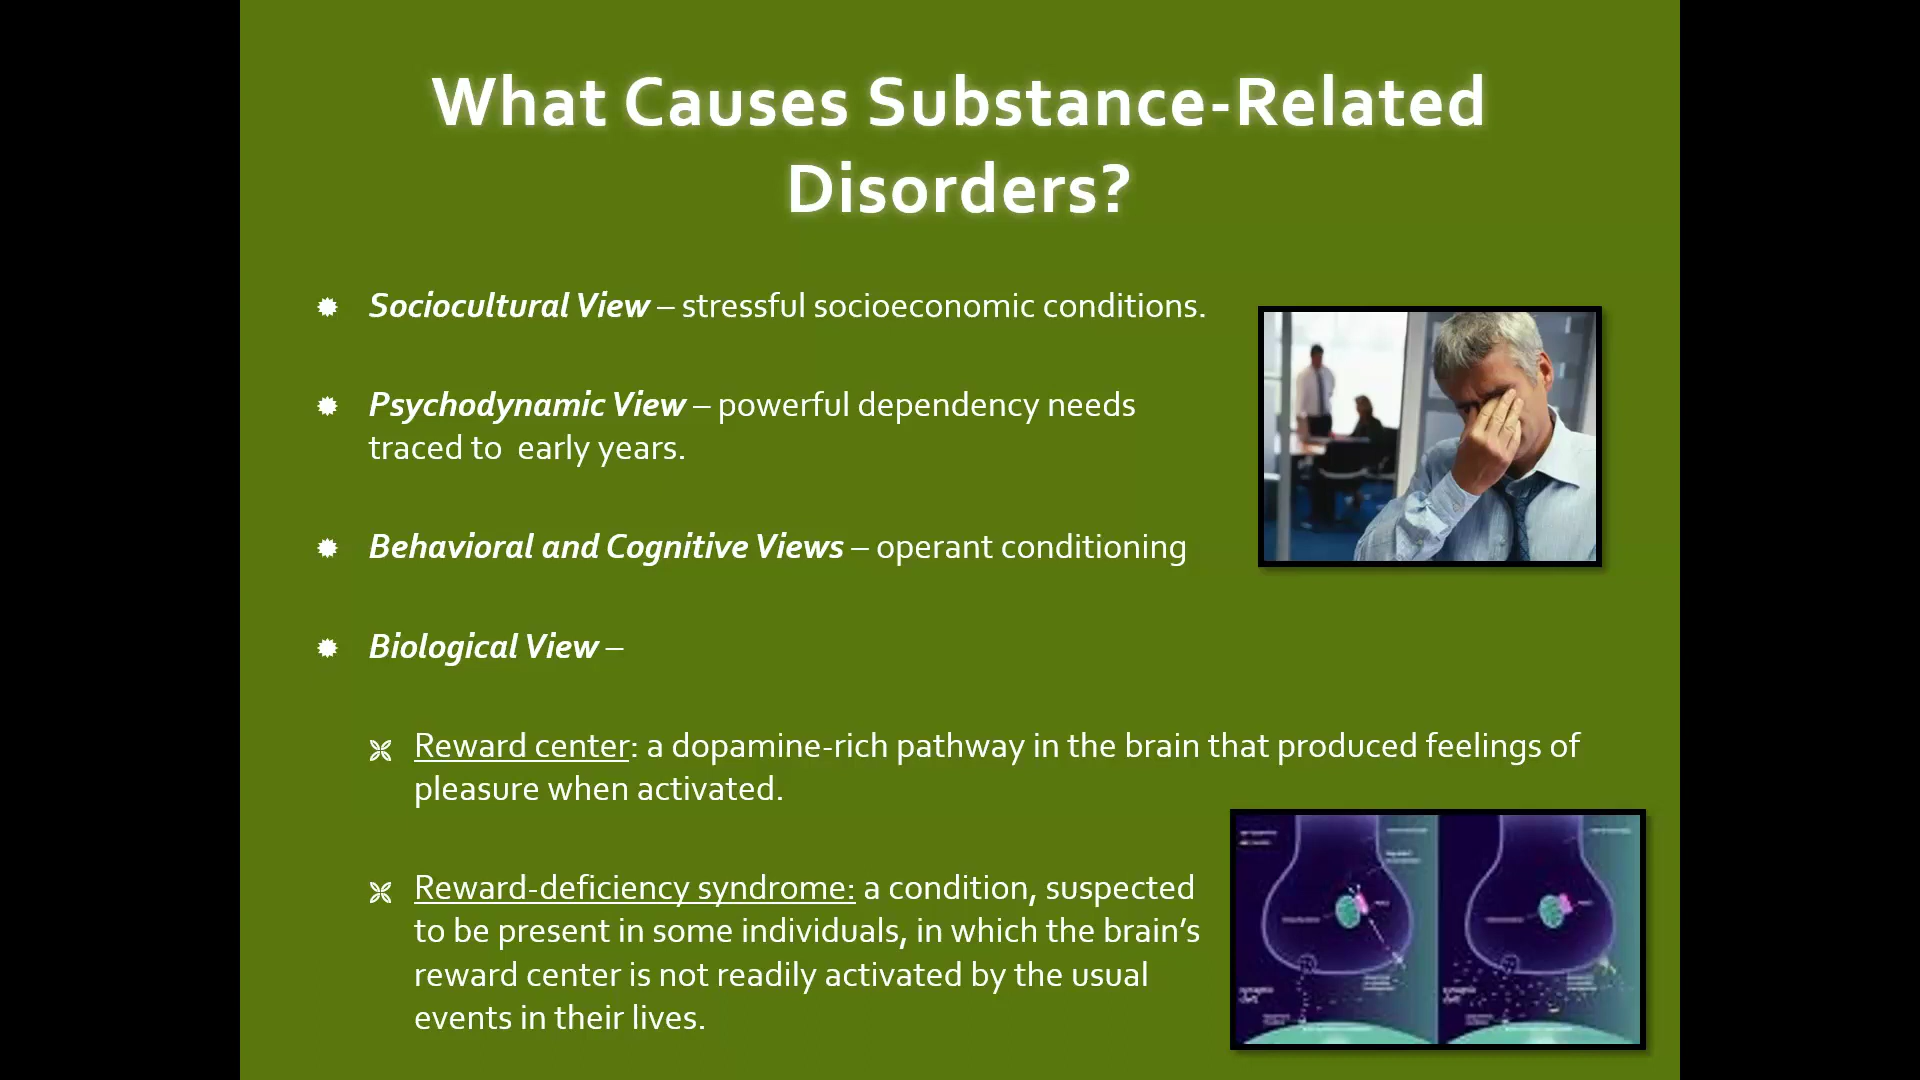 What Causes Substance-Related
Disorders?
Sociocultural View – stressful socioeconomic conditions.
Psychodynamic View – powerful dependency needs
traced to  early years.
Behavioral and Cognitive Views – operant conditioning
Biological View –
Reward center: a dopamine-rich pathway in the brain that produced feelings of
pleasure when activated.
Reward-deficiency syndrome: a condition, suspected
to be present in some individuals, in which the brain’s
reward center is not readily activated by the usual
events in their lives.